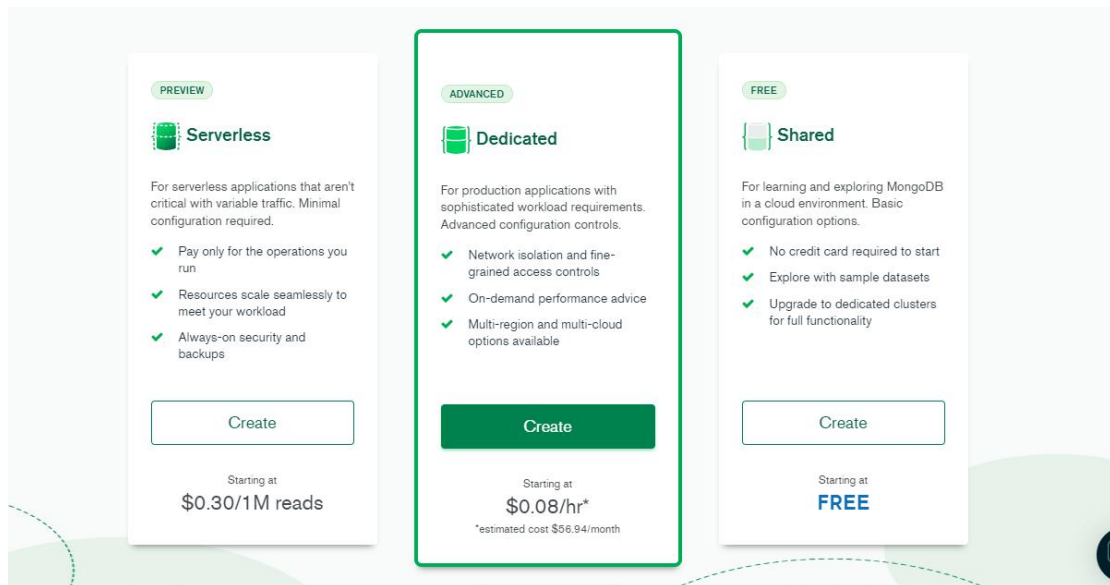 PREVIEW
Serverless
For serverless applications that aren't
critical with variable traffic. Minimal
configuration required.
Pay only for the operations you
run
Resources scale seamlessly to
meet your workload
Always-on security and
backups
Create
Starting at
$0.30/1M reads
ADVANCED
Dedicated
For production applications with
sophisticated workload requirements.
Advanced configuration controls.
Network isolation and fine-
grained access controls
On-demand performance advice
Multi-region and multi-cloud
options available
Create
Starting at
$0.08/hr*
*estimated cost $56.94/month
FREE
Shared
For learning and exploring MongoDB
in a cloud environment. Basic
configuration options.
No credit card required to start
Explore with sample datasets
Upgrade to dedicated clusters
for full functionality
Create
Starting at
FREE